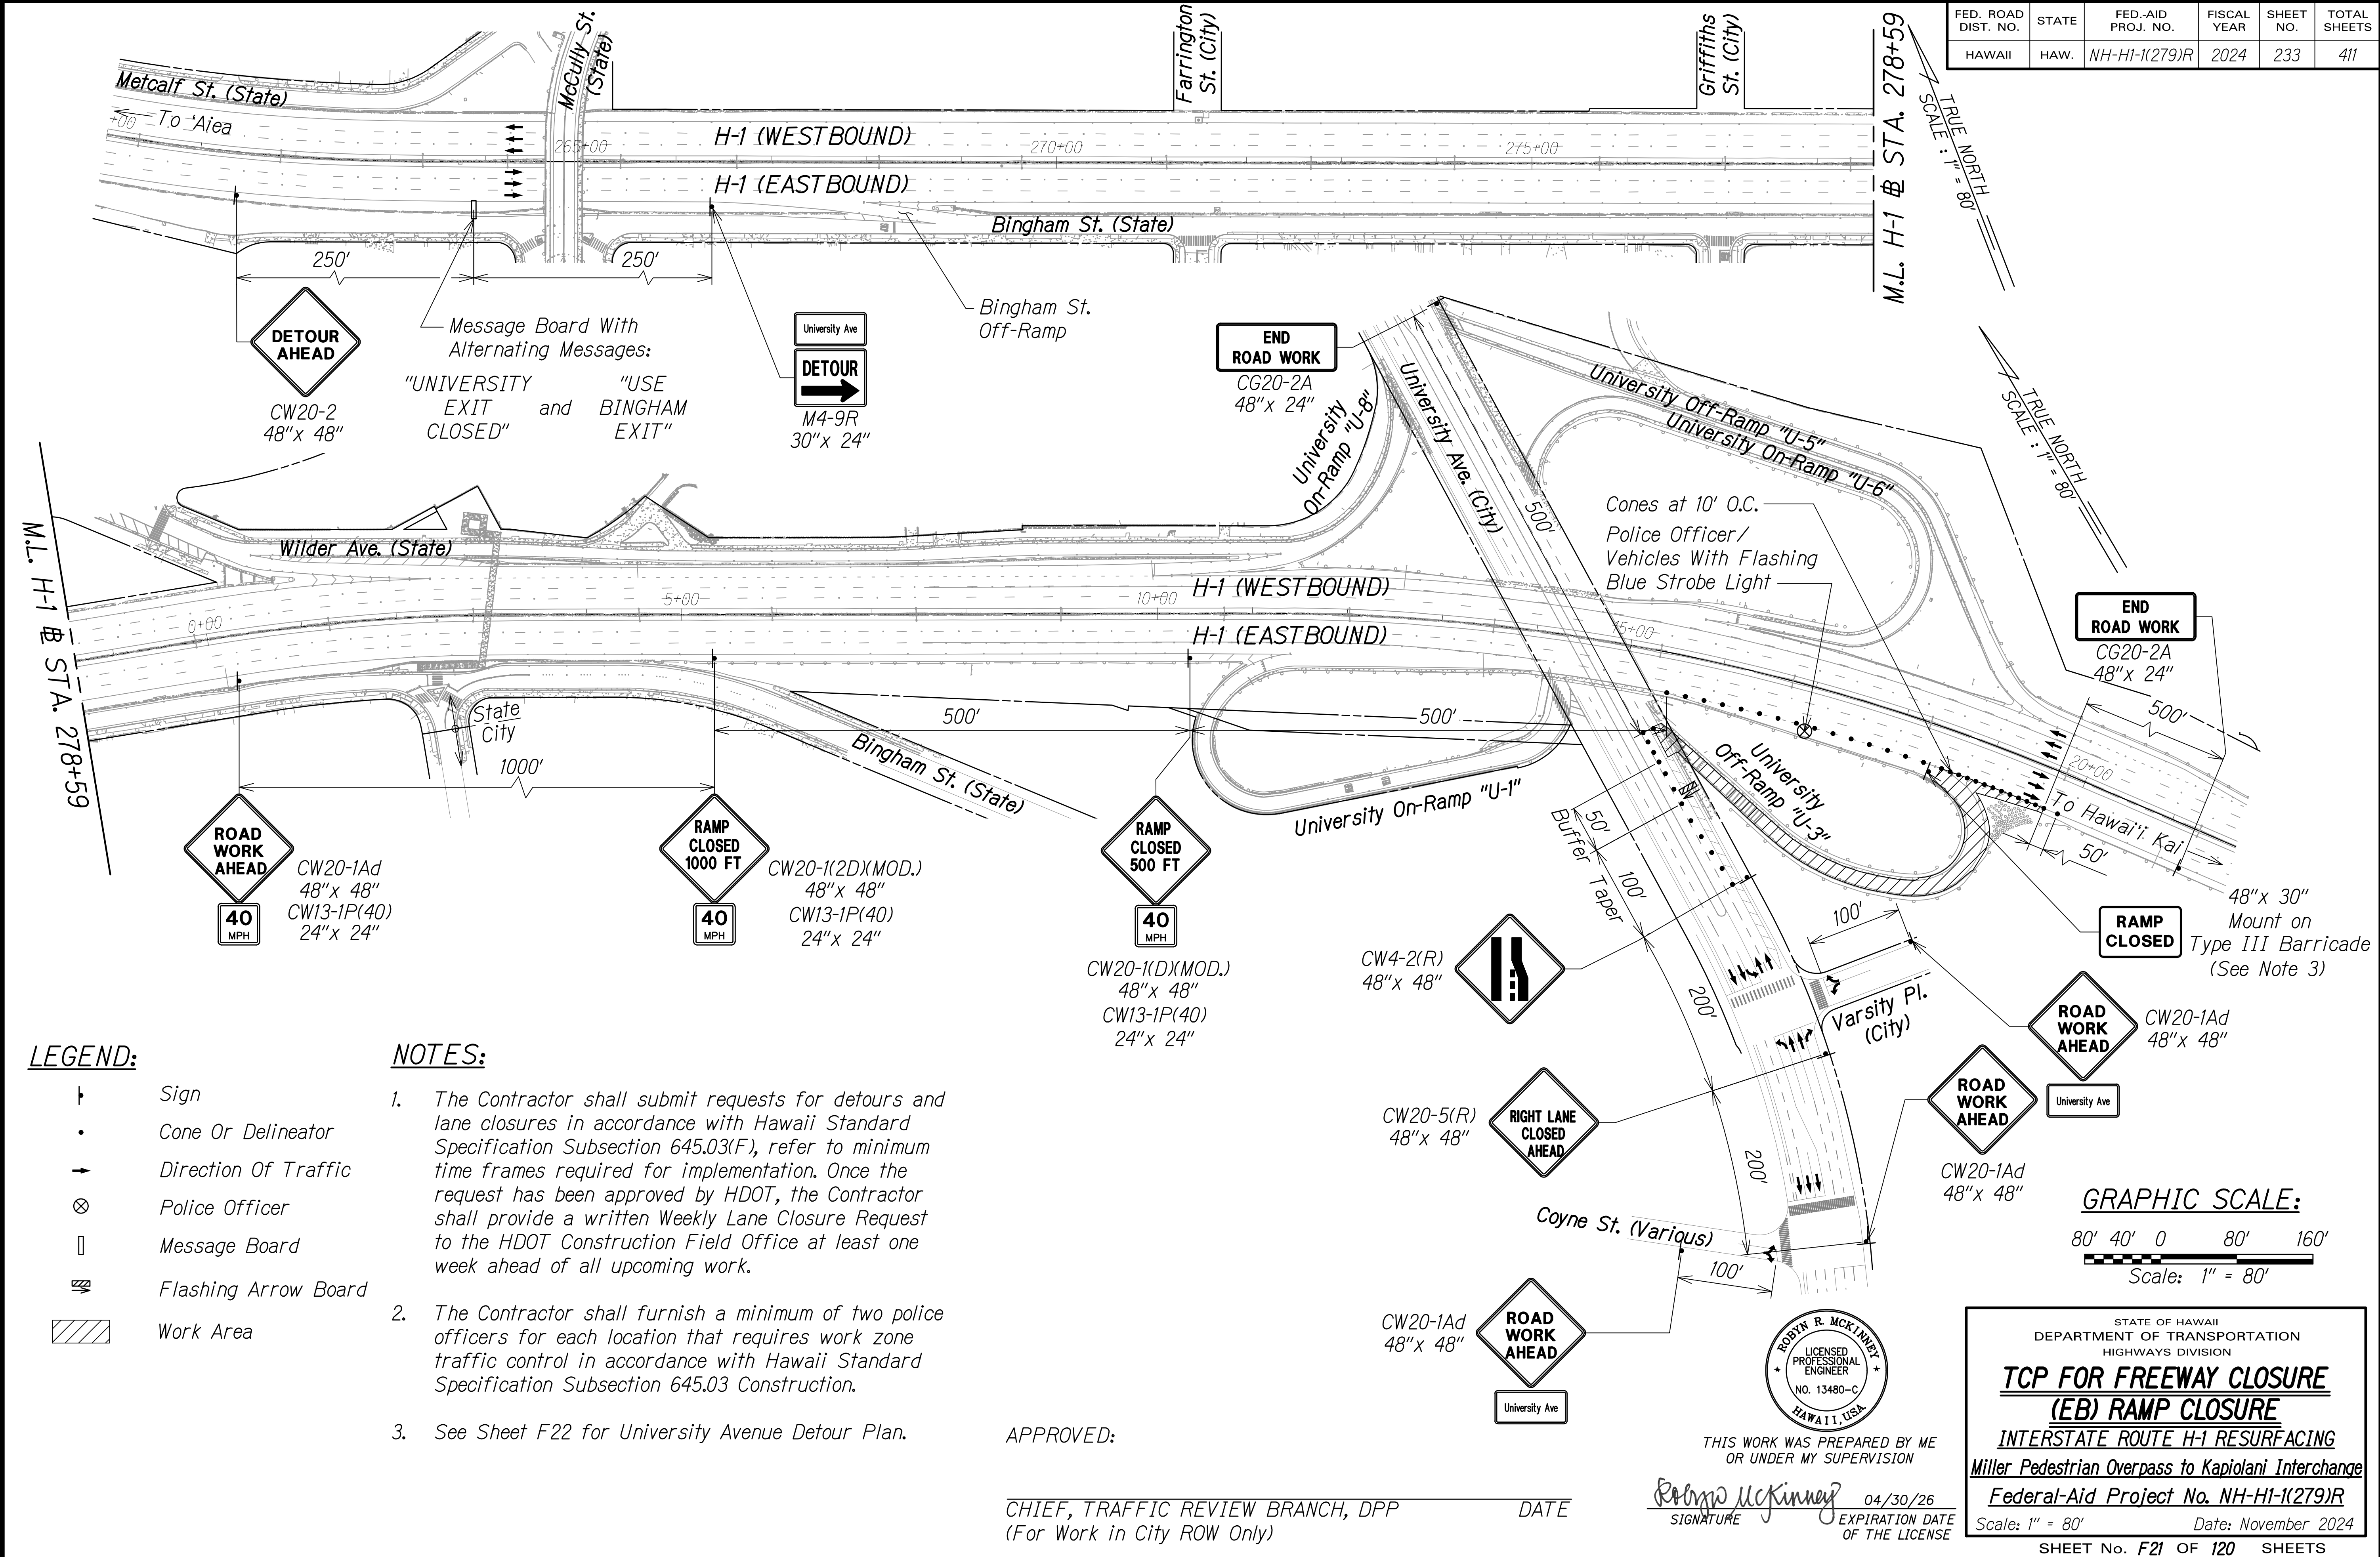 FED. ROAD DIST. NO.
STATE
FED.-AID PROJ. NO.
FISCAL YEAR
SHEET NO.
TOTAL SHEETS
HAWAII
HAW.
NH-H1-1(279)R
2024
233
411
Metcalf St. (State)
McCully St. (State)
Farrington St. (City)
Griffiths St. (City)
M.L. H-1 ℄ STA. 278+59
TRUE NORTH
SCALE : 1" = 80'
+00
To 'Aiea
H-1 (WESTBOUND)
265+00
270+00
275+00
H-1 (EASTBOUND)
Bingham St. (State)
250'
250'
Bingham St.
Off-Ramp
DETOUR
AHEAD
CW20-2
48"x 48"
Message Board With
Alternating Messages:
"UNIVERSITY
EXIT
CLOSED"
and
"USE
BINGHAM
EXIT"
University Ave
DETOUR
M4-9R
30"x 24"
END
ROAD WORK
CG20-2A
48"x 24"
University
On-Ramp "U-8"
University Ave. (City)
500'
University Off-Ramp "U-5"
University On-Ramp "U-6"
TRUE NORTH
SCALE : 1" = 80'
Cones at 10' O.C.
Police Officer/
Vehicles With Flashing
Blue Strobe Light
M.L. H-1 ℄ STA. 278+59
Wilder Ave. (State)
0+00
5+00
10+00
15+00
20+00
H-1 (WESTBOUND)
H-1 (EASTBOUND)
State
City
1000'
500'
500'
Bingham St. (State)
University On-Ramp "U-1"
University
Off-Ramp "U-3"
END
ROAD WORK
CG20-2A
48"x 24"
500'
To Hawai'i Kai
50'
ROAD
WORK
AHEAD
40
MPH
CW20-1Ad
48"x 48"
CW13-1P(40)
24"x 24"
RAMP
CLOSED
1000 FT
40
MPH
CW20-1(2D)(MOD.)
48"x 48"
CW13-1P(40)
24"x 24"
RAMP
CLOSED
500 FT
40
MPH
CW20-1(D)(MOD.)
48"x 48"
CW13-1P(40)
24"x 24"
50'
Buffer
100'
Taper
200'
200'
CW4-2(R)
48"x 48"
100'
Varsity Pl.
(City)
RAMP
CLOSED
48"x 30"
Mount on
Type III Barricade
(See Note 3)
ROAD
WORK
AHEAD
CW20-1Ad
48"x 48"
University Ave
CW20-5(R)
48"x 48"
RIGHT LANE
CLOSED
AHEAD
ROAD
WORK
AHEAD
CW20-1Ad
48"x 48"
Coyne St. (Various)
100'
CW20-1Ad
48"x 48"
ROAD
WORK
AHEAD
University Ave
LEGEND:
Sign
Cone Or Delineator
Direction Of Traffic
Police Officer
Message Board
Flashing Arrow Board
Work Area
NOTES:
1. The Contractor shall submit requests for detours and
lane closures in accordance with Hawaii Standard
Specification Subsection 645.03(F), refer to minimum
time frames required for implementation. Once the
request has been approved by HDOT, the Contractor
shall provide a written Weekly Lane Closure Request
to the HDOT Construction Field Office at least one
week ahead of all upcoming work.
2. The Contractor shall furnish a minimum of two police
officers for each location that requires work zone
traffic control in accordance with Hawaii Standard
Specification Subsection 645.03 Construction.
3. See Sheet F22 for University Avenue Detour Plan.
APPROVED:
CHIEF, TRAFFIC REVIEW BRANCH, DPP DATE
(For Work in City ROW Only)
GRAPHIC SCALE:
80' 40' 0 80' 160'
Scale: 1" = 80'
ROBYN R. MCKINNEY
LICENSED
PROFESSIONAL
ENGINEER
NO. 13480-C
HAWAII, USA
THIS WORK WAS PREPARED BY ME
OR UNDER MY SUPERVISION
Robyn McKinney
SIGNATURE
04/30/26
EXPIRATION DATE
OF THE LICENSE
STATE OF HAWAII
DEPARTMENT OF TRANSPORTATION
HIGHWAYS DIVISION
TCP FOR FREEWAY CLOSURE
(EB) RAMP CLOSURE
INTERSTATE ROUTE H-1 RESURFACING
Miller Pedestrian Overpass to Kapiolani Interchange
Federal-Aid Project No. NH-H1-1(279)R
Scale: 1" = 80' Date: November 2024
SHEET No. F21 OF 120 SHEETS